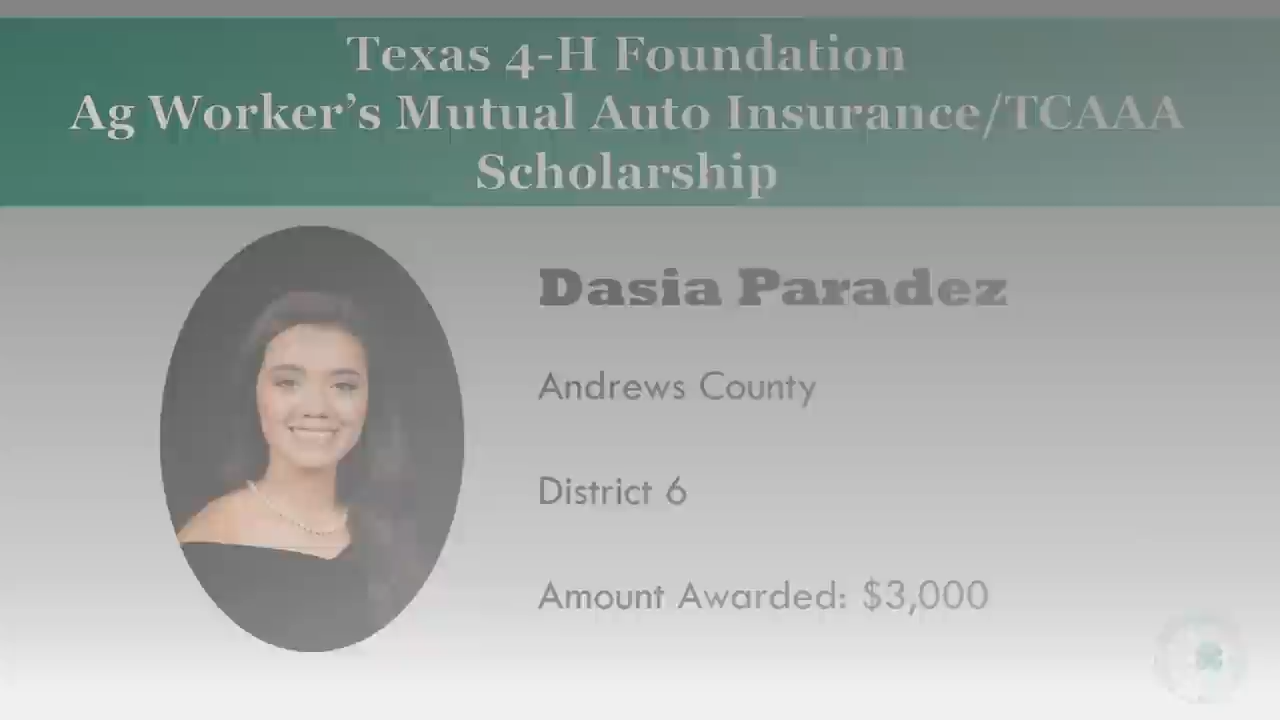 Texas 4-H Foundation
Ag Worker's Mutual Auto Insurance/TCAAA
Scholarship
Dasia Paradez
Andrews County
District 6
Amount Awarded: $3,000